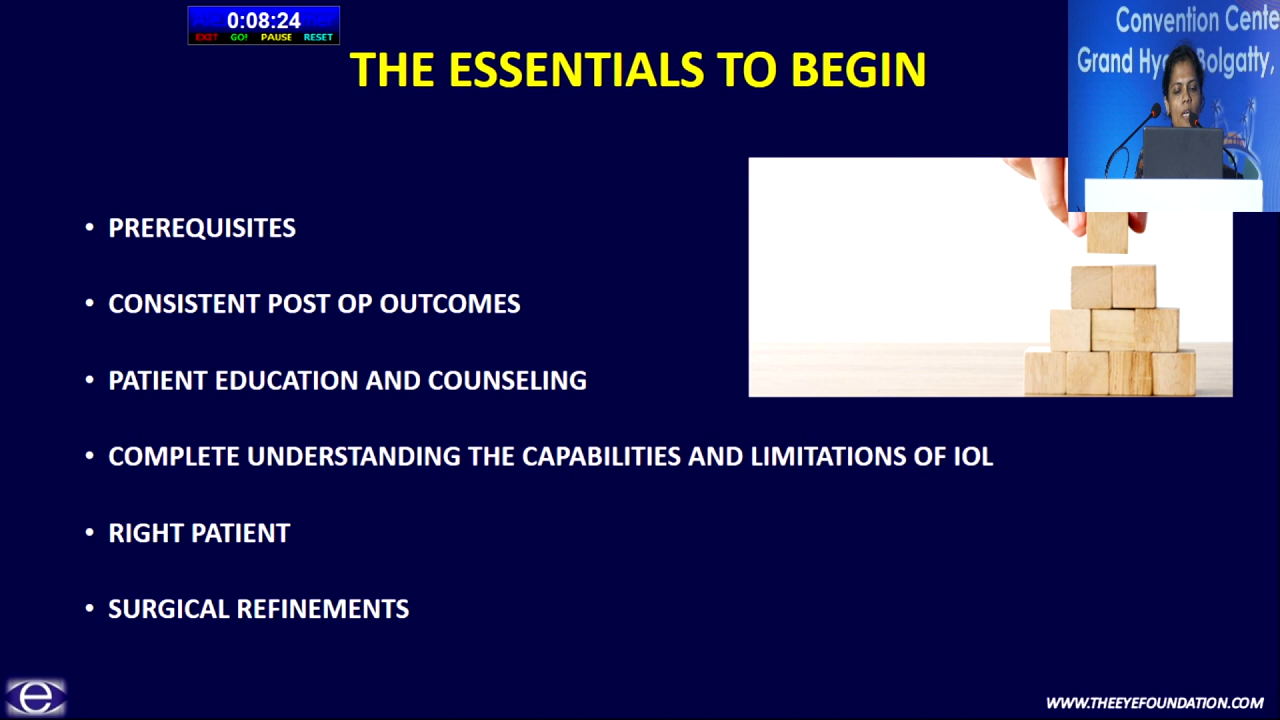 0:08:24
EXIT GO! PAUSE RESET
THE ESSENTIALS TO BEGIN
Convention Cente
Grand Hy Bolgatty,
• PREREQUISITES
• CONSISTENT POST OP OUTCOMES
• PATIENT EDUCATION AND COUNSELING
• COMPLETE UNDERSTANDING THE CAPABILITIES AND LIMITATIONS OF IOL
• RIGHT PATIENT
• SURGICAL REFINEMENTS
e
WWW.THEEYEFOUNDATION.COM